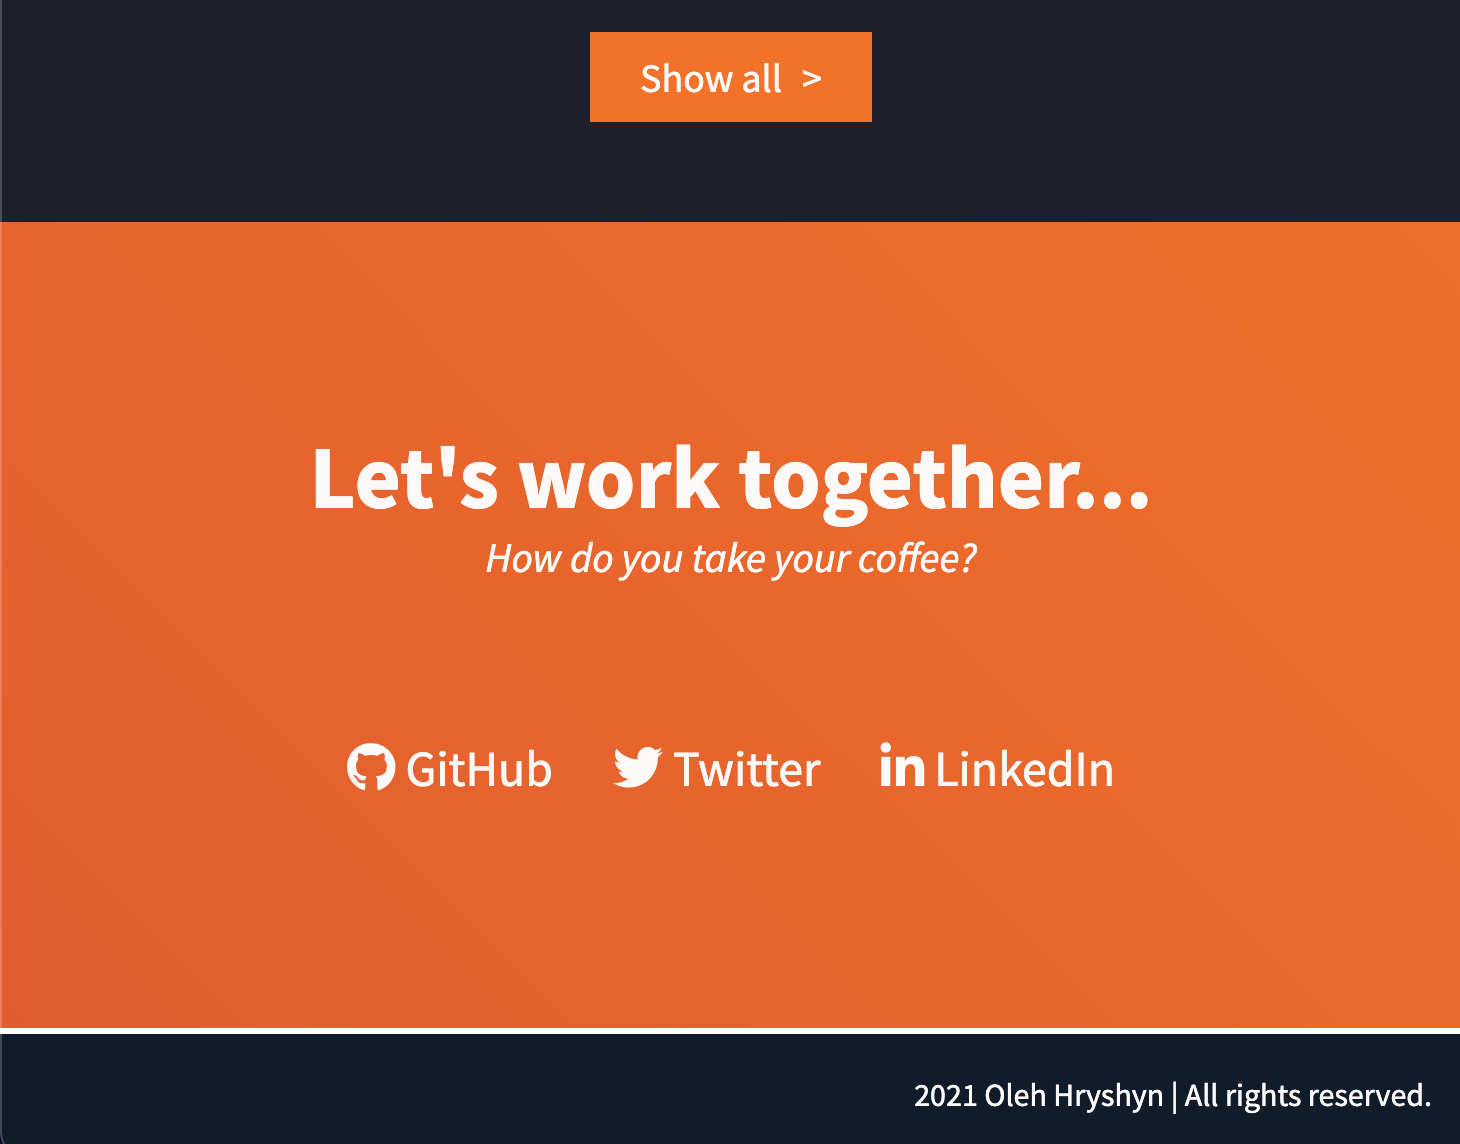 Show all >
Let's work together...
How do you take your coffee?
GitHub Twitter in LinkedIn
2021 Oleh Hryshyn | All rights reserved.